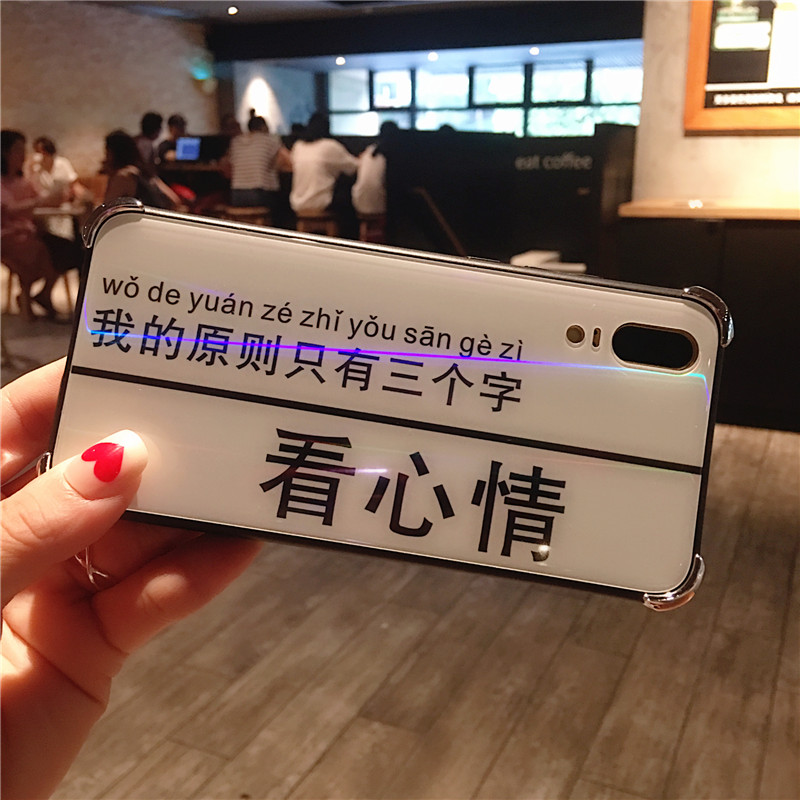 eat coffee
wǒ de yuán zé zhǐ yǒu sān gè zì
我的原则只有三个字
看心情